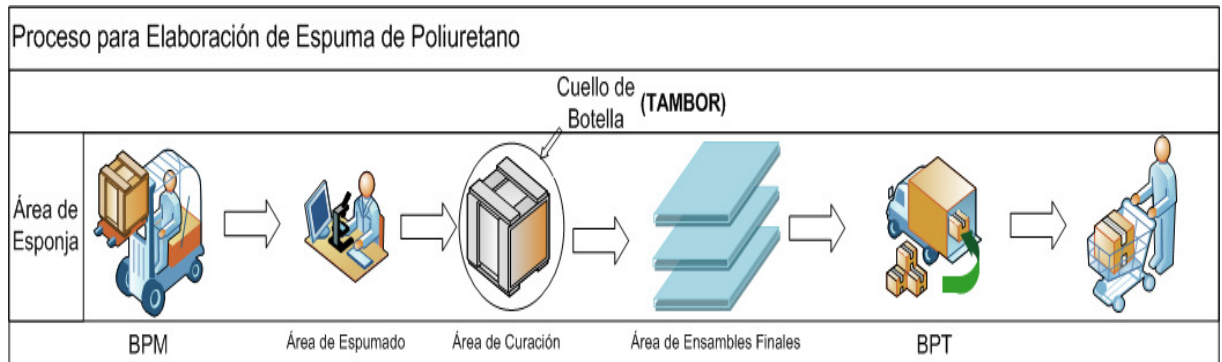 Proceso para Elaboración de Espuma de Poliuretano
Cuello de
Botella
(TAMBOR)
Área de
Esponja
BPM
Área de Espumado
Área de Curación
Área de Ensambles Finales
BPT